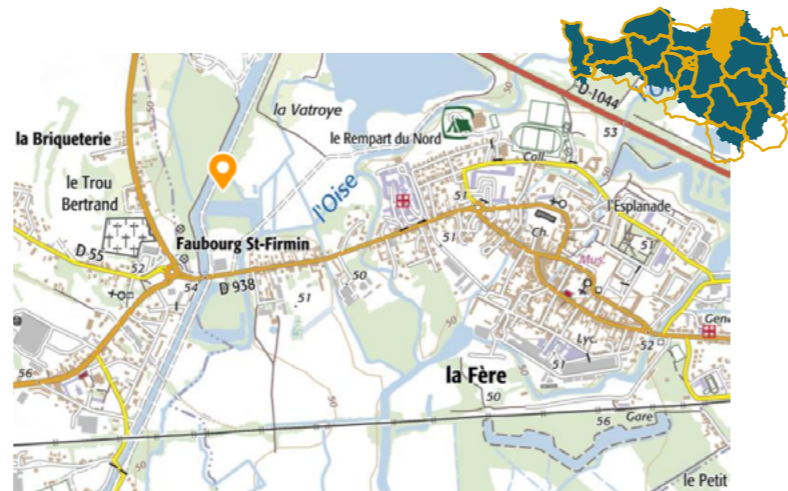 50
la Vatroye
D 1044
53
la Briqueterie
le Rempart du Nord
Coll.
le Trou
Bertrand
l'Oise
51
l'Esplanade
Faubourg St-Firmin
51
Ch.
51
D 55
52
54
D 938
50
51
Mus.
50
Gen
Lyc.
52
56
la Fère
50
50
56
Gare
50
le Petit